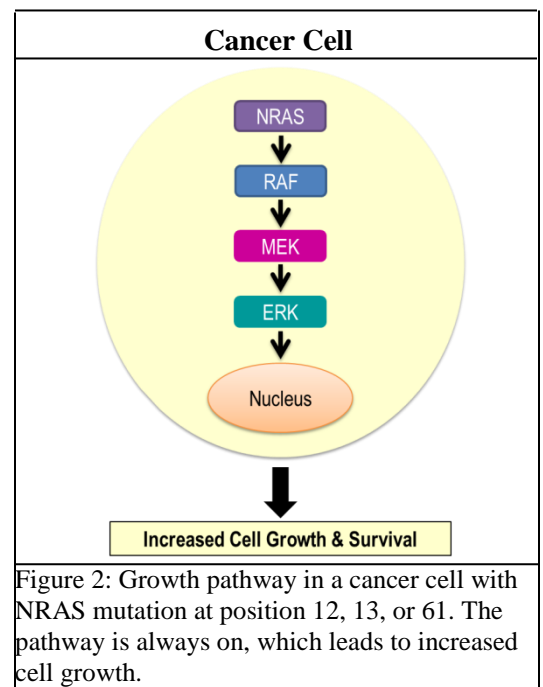 Cancer Cell
NRAS
RAF
MEK
ERK
Nucleus
Increased Cell Growth & Survival
Figure 2: Growth pathway in a cancer cell with
NRAS mutation at position 12, 13, or 61. The
pathway is always on, which leads to increased
cell growth.